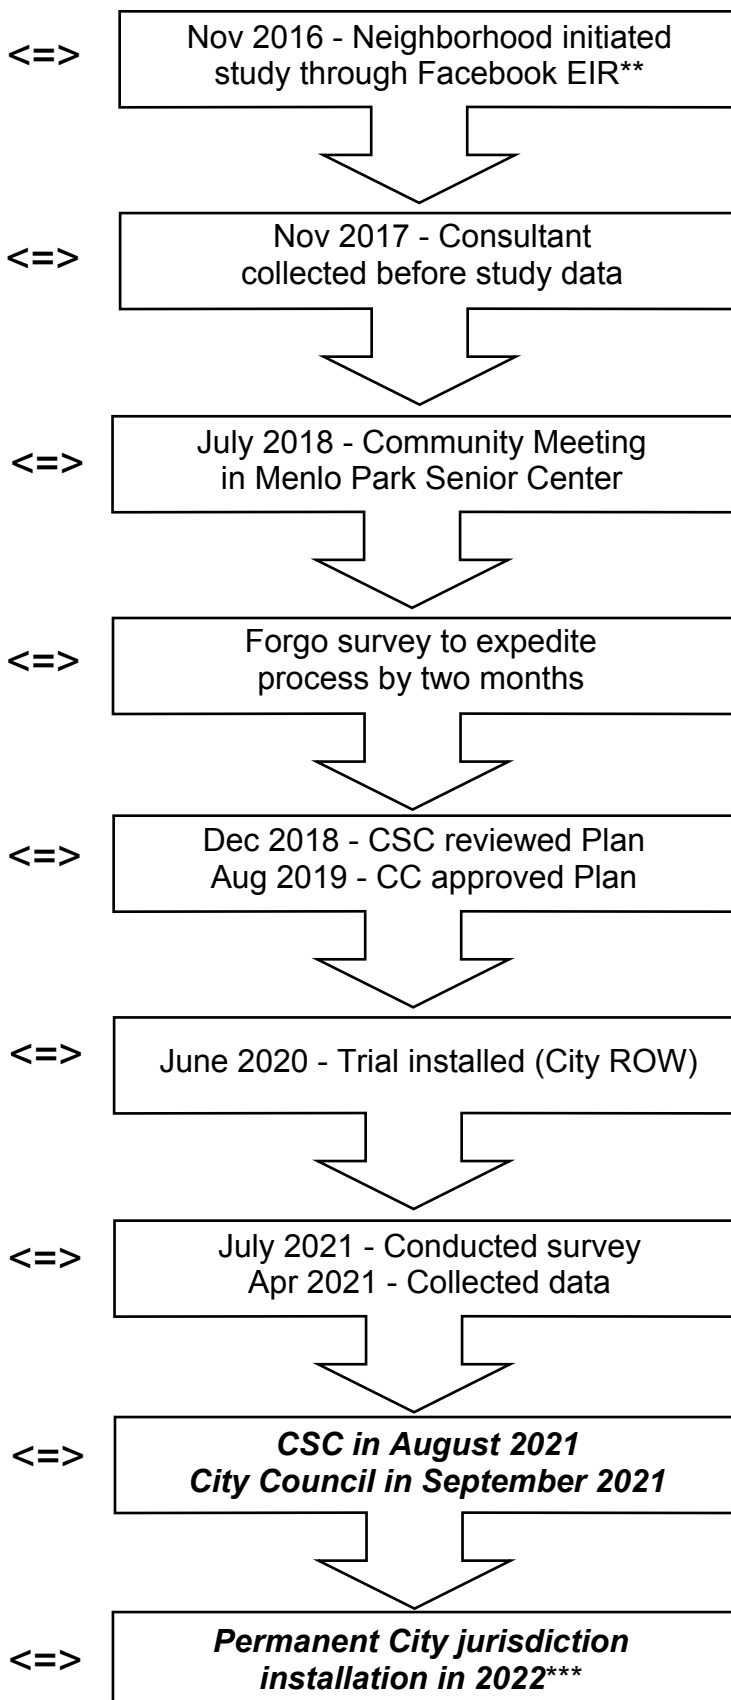 <=> Nov 2016 - Neighborhood initiated
study through Facebook EIR**
<=> Nov 2017 - Consultant
collected before study data
<=> July 2018 - Community Meeting
in Menlo Park Senior Center
<=> Forgo survey to expedite
process by two months
<=> Dec 2018 - CSC reviewed Plan
Aug 2019 - CC approved Plan
<=> June 2020 - Trial installed (City ROW)
<=> July 2021 - Conducted survey
Apr 2021 - Collected data
<=> CSC in August 2021
City Council in September 2021
<=> Permanent City jurisdiction
installation in 2022***